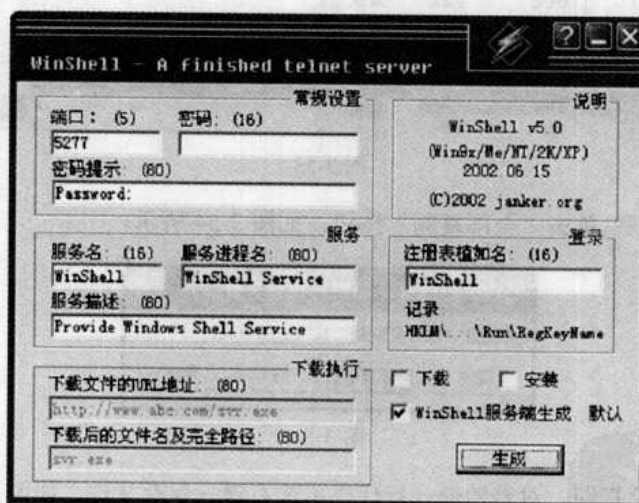 WinShell - A finished telnet server
常规设置
端口： (5) 密码: (16)
5277
密码提示: (80)
Password:
说明
WinShell v5.0
(Win9x/Me/NT/2K/XP)
2002 06 15
(C)2002 janker.org
服务
服务名: (16) 服务进程名: (80)
WinShell WinShell Service
服务描述: (80)
Provide Windows Shell Service
登录
注册表植如名: (16)
WinShell
记录
HKLM\...\Run\RegKeyName
下载执行
下载文件的URL地址: (80)
http://www.abc.com/svr.exe
下载后的文件名及完全路径: (80)
svr exe
下载 安装
WinShell服务端生成 默认
生成